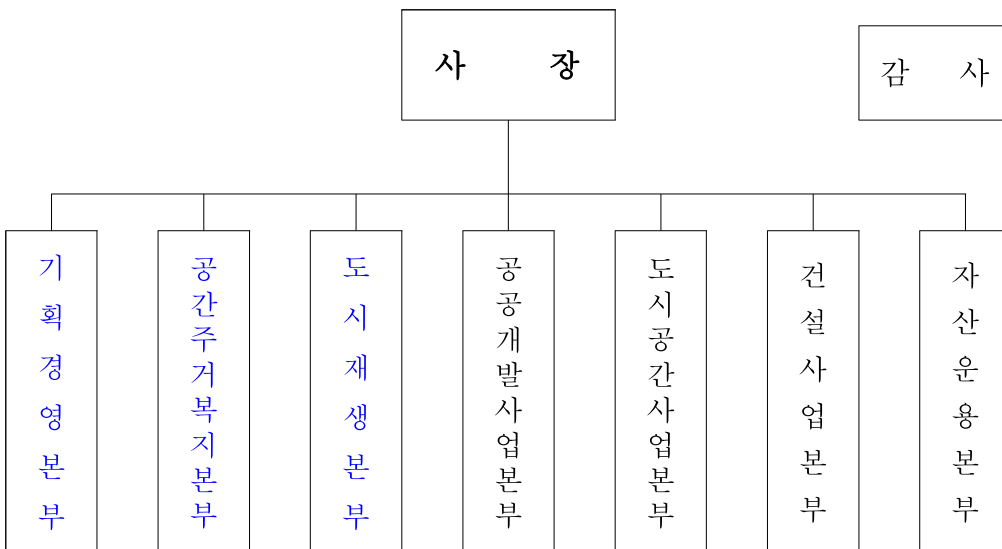 사 장
감 사
기획경영본부
공간주거복지본부
도시재생본부
공공개발사업본부
도시공간사업본부
건설사업본부
자산운용본부